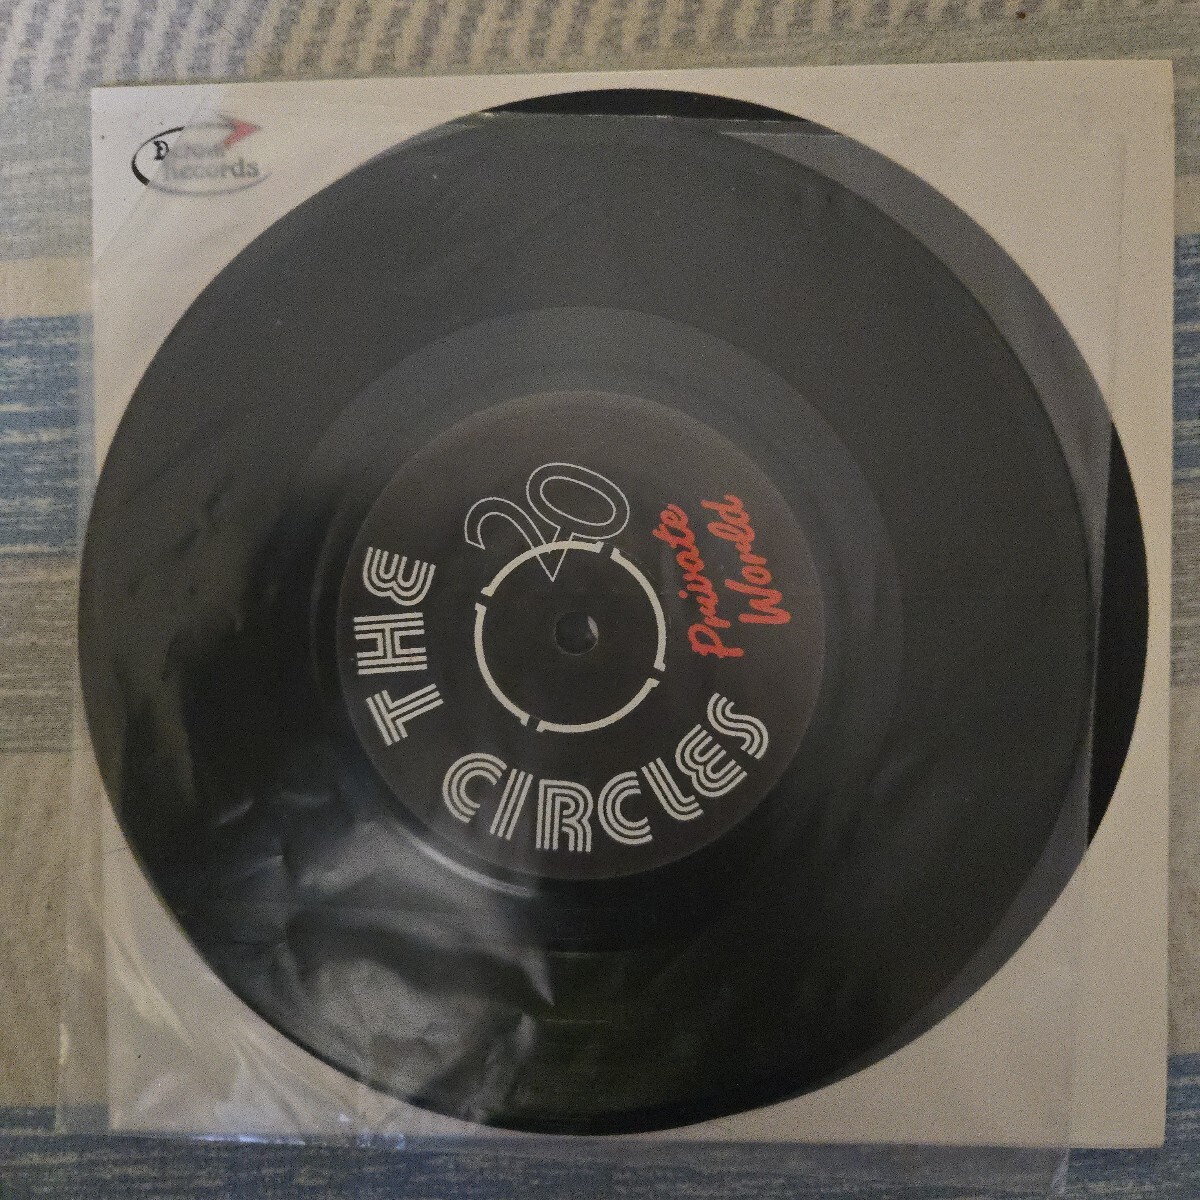 Records
20
Private
World
THE CIRCLES